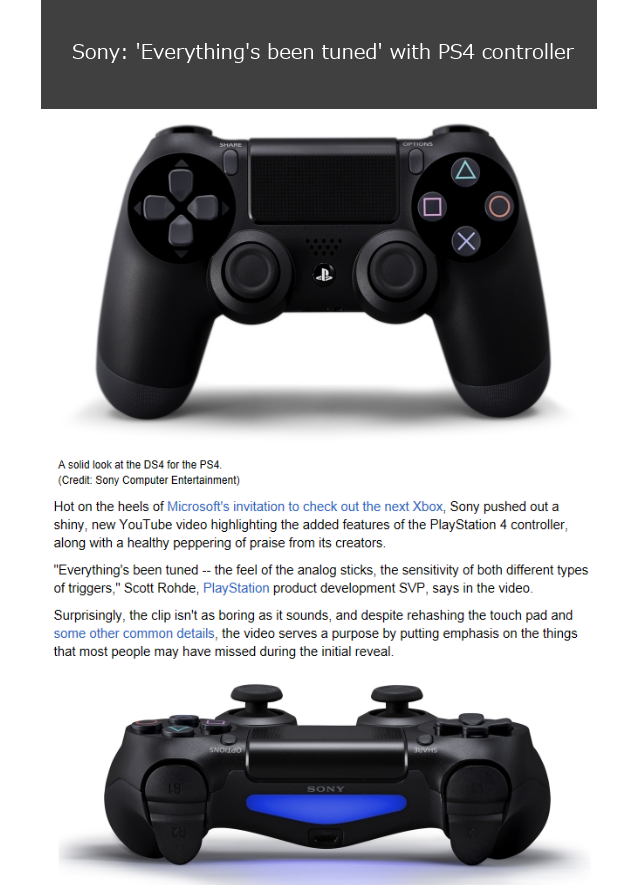 Sony: 'Everything's been tuned' with PS4 controller
SHARE
OPTIONS
A solid look at the DS4 for the PS4.
(Credit: Sony Computer Entertainment)
Hot on the heels of Microsoft's invitation to check out the next Xbox, Sony pushed out a
shiny, new YouTube video highlighting the added features of the PlayStation 4 controller,
along with a healthy peppering of praise from its creators.
"Everything's been tuned -- the feel of the analog sticks, the sensitivity of both different types
of triggers," Scott Rohde, PlayStation product development SVP, says in the video.
Surprisingly, the clip isn't as boring as it sounds, and despite rehashing the touch pad and
some other common details, the video serves a purpose by putting emphasis on the things
that most people may have missed during the initial reveal.
OPTIONS
SHARE
SONY
R1
R2